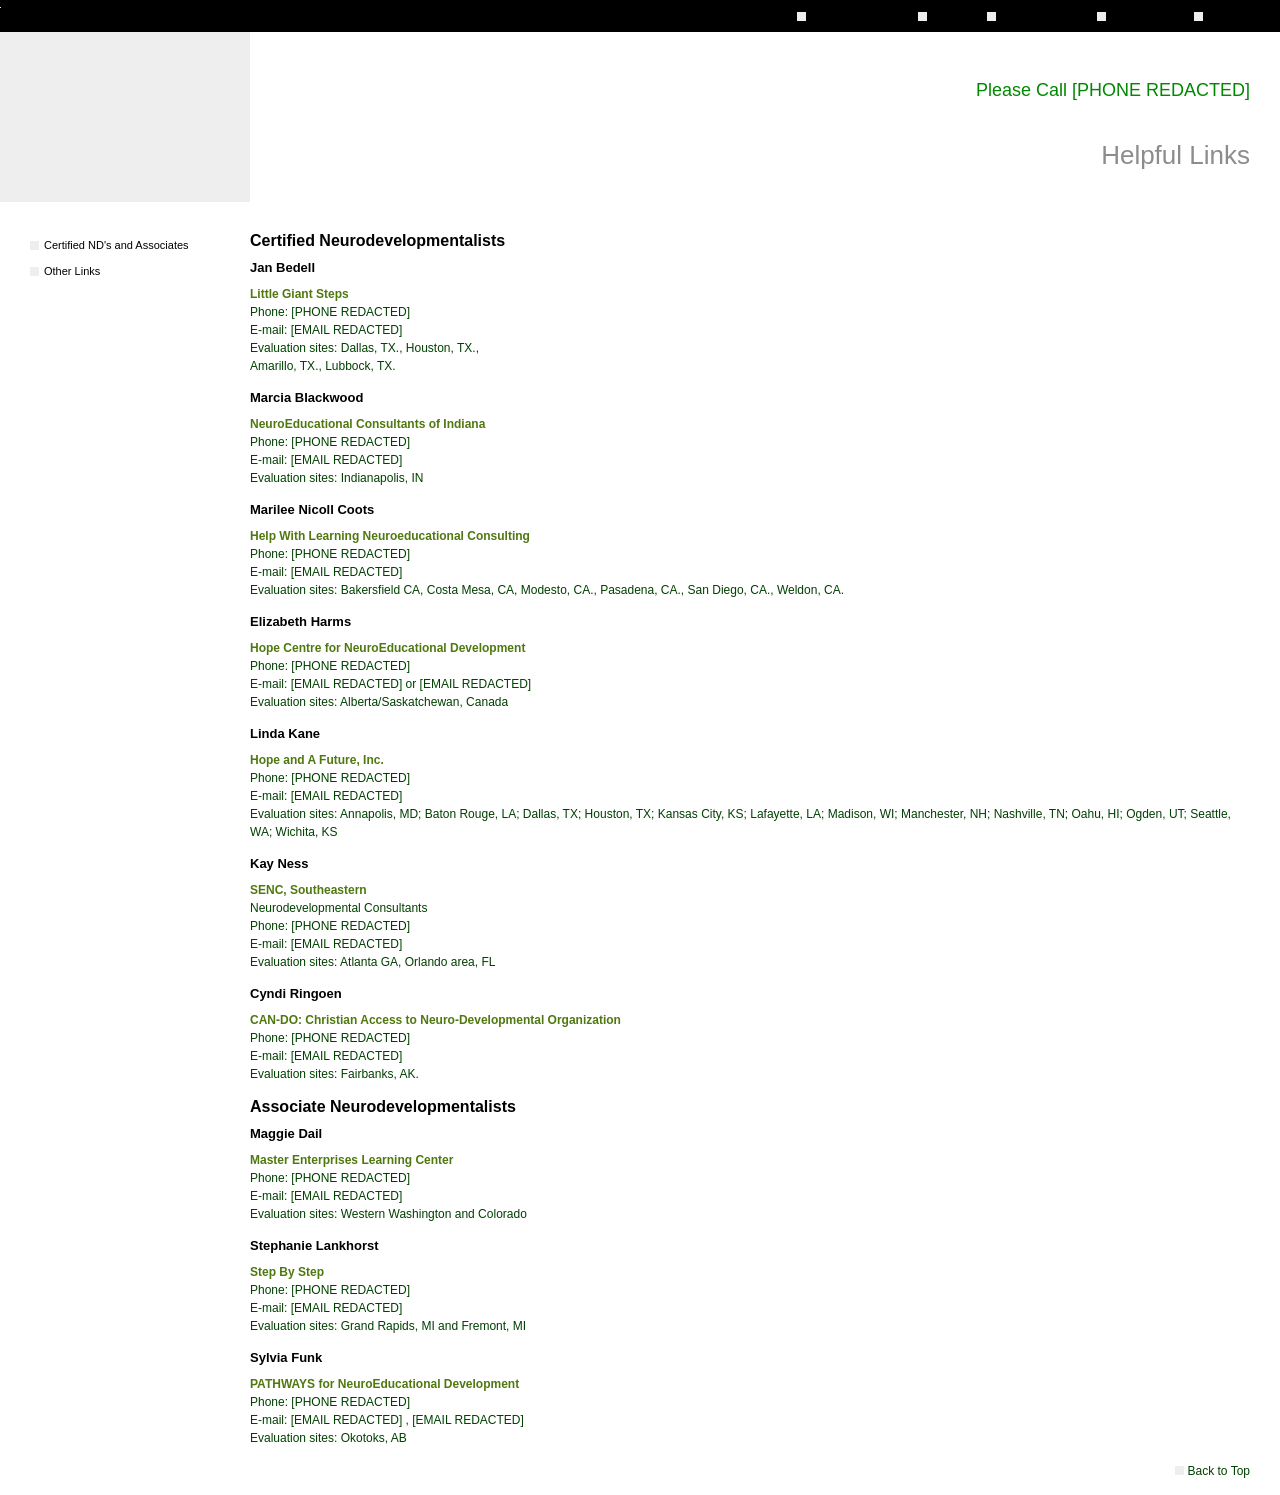 Please Call [PHONE REDACTED]
Helpful Links
Certified ND's and Associates
Other Links
Certified Neurodevelopmentalists
Jan Bedell
Little Giant Steps
Phone: [PHONE REDACTED]
E-mail: [EMAIL REDACTED]
Evaluation sites: Dallas, TX., Houston, TX.,
Amarillo, TX., Lubbock, TX.
Marcia Blackwood
NeuroEducational Consultants of Indiana
Phone: [PHONE REDACTED]
E-mail: [EMAIL REDACTED]
Evaluation sites: Indianapolis, IN
Marilee Nicoll Coots
Help With Learning Neuroeducational Consulting
Phone: [PHONE REDACTED]
E-mail: [EMAIL REDACTED]
Evaluation sites: Bakersfield CA, Costa Mesa, CA, Modesto, CA., Pasadena, CA., San Diego, CA., Weldon, CA.
Elizabeth Harms
Hope Centre for NeuroEducational Development
Phone: [PHONE REDACTED]
E-mail: [EMAIL REDACTED] or [EMAIL REDACTED]
Evaluation sites: Alberta/Saskatchewan, Canada
Linda Kane
Hope and A Future, Inc.
Phone: [PHONE REDACTED]
E-mail: [EMAIL REDACTED]
Evaluation sites: Annapolis, MD; Baton Rouge, LA; Dallas, TX; Houston, TX; Kansas City, KS; Lafayette, LA; Madison, WI; Manchester, NH; Nashville, TN; Oahu, HI; Ogden, UT; Seattle,
WA; Wichita, KS
Kay Ness
SENC, Southeastern
Neurodevelopmental Consultants
Phone: [PHONE REDACTED]
E-mail: [EMAIL REDACTED]
Evaluation sites: Atlanta GA, Orlando area, FL
Cyndi Ringoen
CAN-DO: Christian Access to Neuro-Developmental Organization
Phone: [PHONE REDACTED]
E-mail: [EMAIL REDACTED]
Evaluation sites: Fairbanks, AK.
Associate Neurodevelopmentalists
Maggie Dail
Master Enterprises Learning Center
Phone: [PHONE REDACTED]
E-mail: [EMAIL REDACTED]
Evaluation sites: Western Washington and Colorado
Stephanie Lankhorst
Step By Step
Phone: [PHONE REDACTED]
E-mail: [EMAIL REDACTED]
Evaluation sites: Grand Rapids, MI and Fremont, MI
Sylvia Funk
PATHWAYS for NeuroEducational Development
Phone: [PHONE REDACTED]
E-mail: [EMAIL REDACTED] , [EMAIL REDACTED]
Evaluation sites: Okotoks, AB
Back to Top